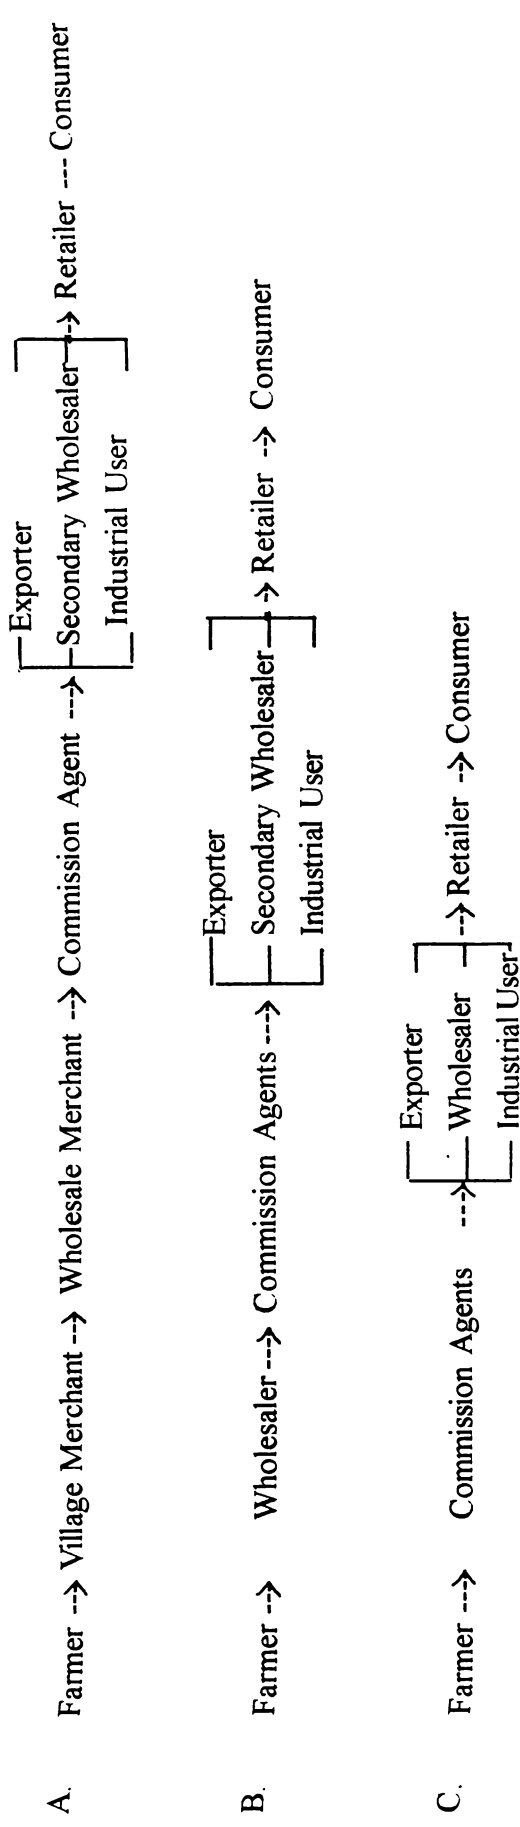 Exporter
A. Farmer --> Village Merchant --> Wholesale Merchant --> Commission Agent ---> Secondary Wholesaler --> Retailer --- Consumer
Industrial User
Exporter
B. Farmer --> Wholesaler ---> Commission Agents ---> Secondary Wholesaler --> Retailer --> Consumer
Industrial User
Exporter
C. Farmer ---> Commission Agents ---> Wholesaler --> Retailer --> Consumer
Industrial User